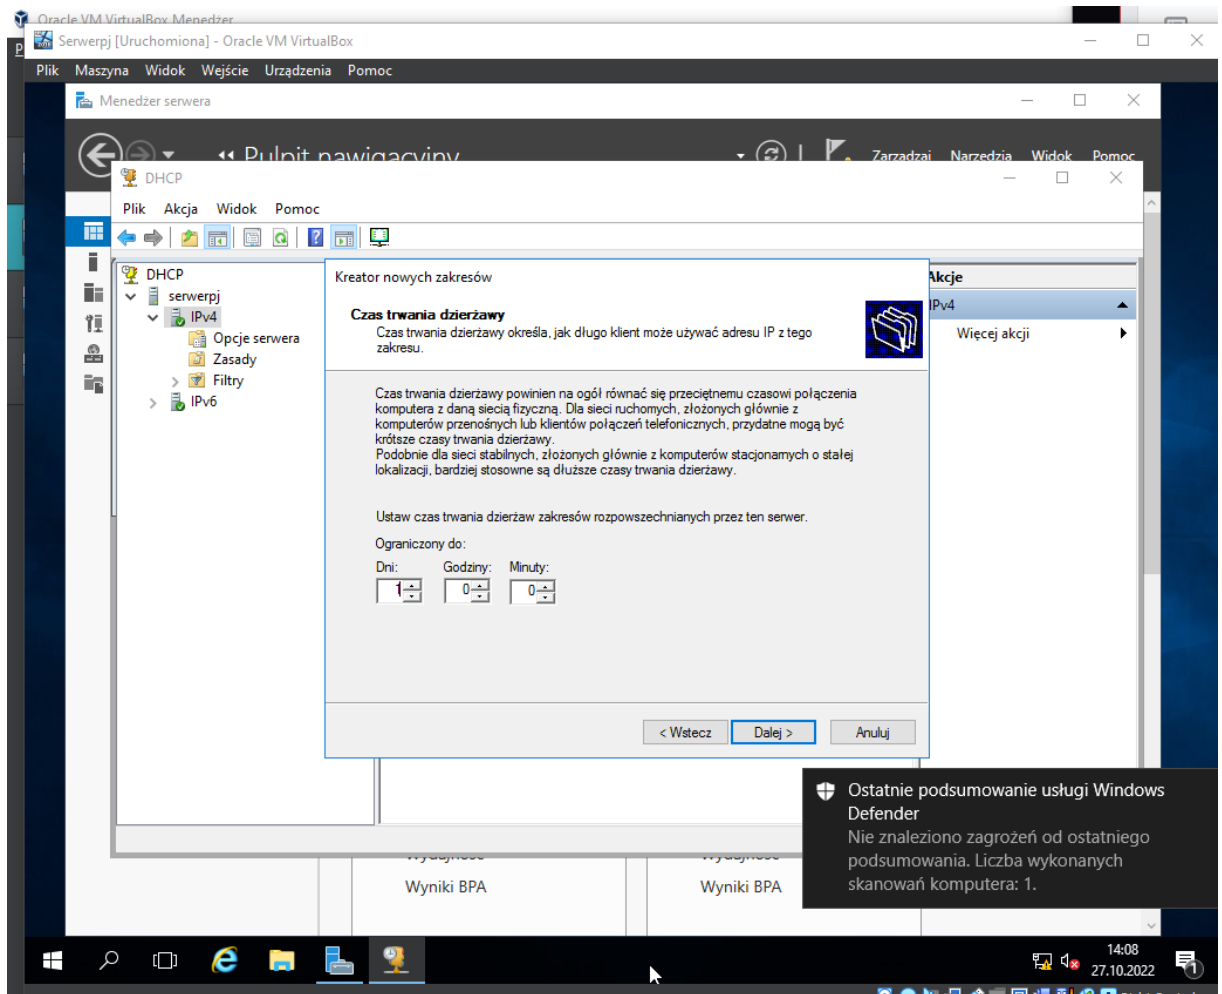 Oracle VM VirtualBox Menedżer
Serwerpj [Uruchomiona] - Oracle VM VirtualBox
Plik Maszyna Widok Wejście Urządzenia Pomoc
Menedżer serwera
Pulpit nawigacyjny
Zarządzaj Narzędzia Widok Pomoc
DHCP
Plik Akcja Widok Pomoc
DHCP
serwerpj
IPv4
Opcje serwera
Zasady
Filtry
IPv6
Kreator nowych zakresów
Czas trwania dzierżawy
Czas trwania dzierżawy określa, jak długo klient może używać adresu IP z tego
zakresu.
Czas trwania dzierżawy powinien na ogół równać się przeciętnemu czasowi połączenia
komputera z daną siecią fizyczną. Dla sieci ruchomych, złożonych głównie z
komputerów przenośnych lub klientów połączeń telefonicznych, przydatne mogą być
krótsze czasy trwania dzierżawy.
Podobnie dla sieci stabilnych, złożonych głównie z komputerów stacjonarnych o stałej
lokalizacji, bardziej stosowne są dłuższe czasy trwania dzierżawy.
Ustaw czas trwania dzierżaw zakresów rozpowszechnianych przez ten serwer.
Ograniczony do:
Dni: Godziny: Minuty:
1 0 0
< Wstecz Dalej > Anuluj
Akcje
IPv4
Więcej akcji
Ostatnie podsumowanie usługi Windows
Defender
Nie znaleziono zagrożeń od ostatniego
podsumowania. Liczba wykonanych
skanowań komputera: 1.
Wydajność Wydajność
Wyniki BPA Wyniki BPA
14:08
27.10.2022
1